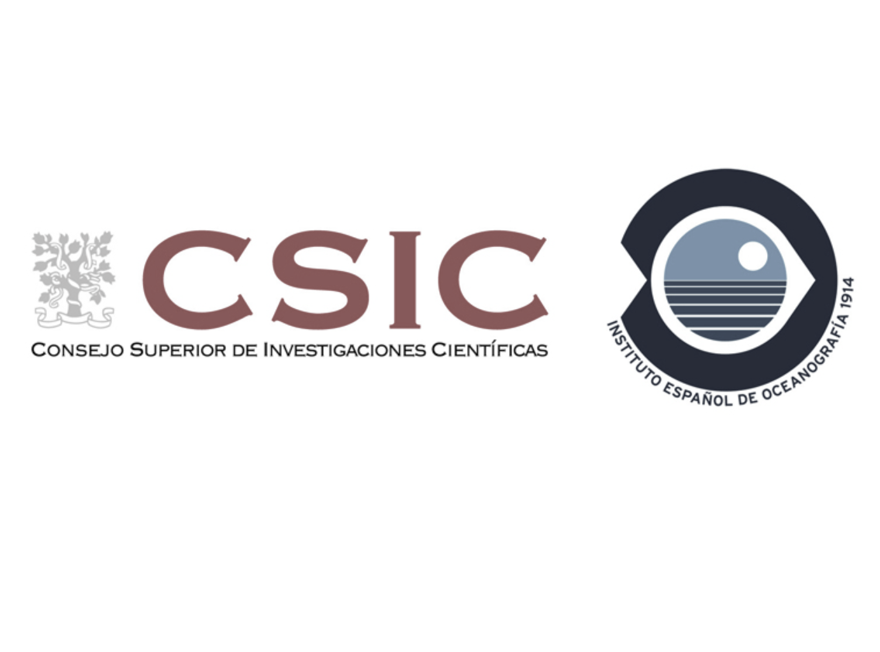 CSIC
CONSEJO SUPERIOR DE INVESTIGACIONES CIENTÍFICAS
INSTITUTO ESPAÑOL DE OCEANOGRAFÍA 1914